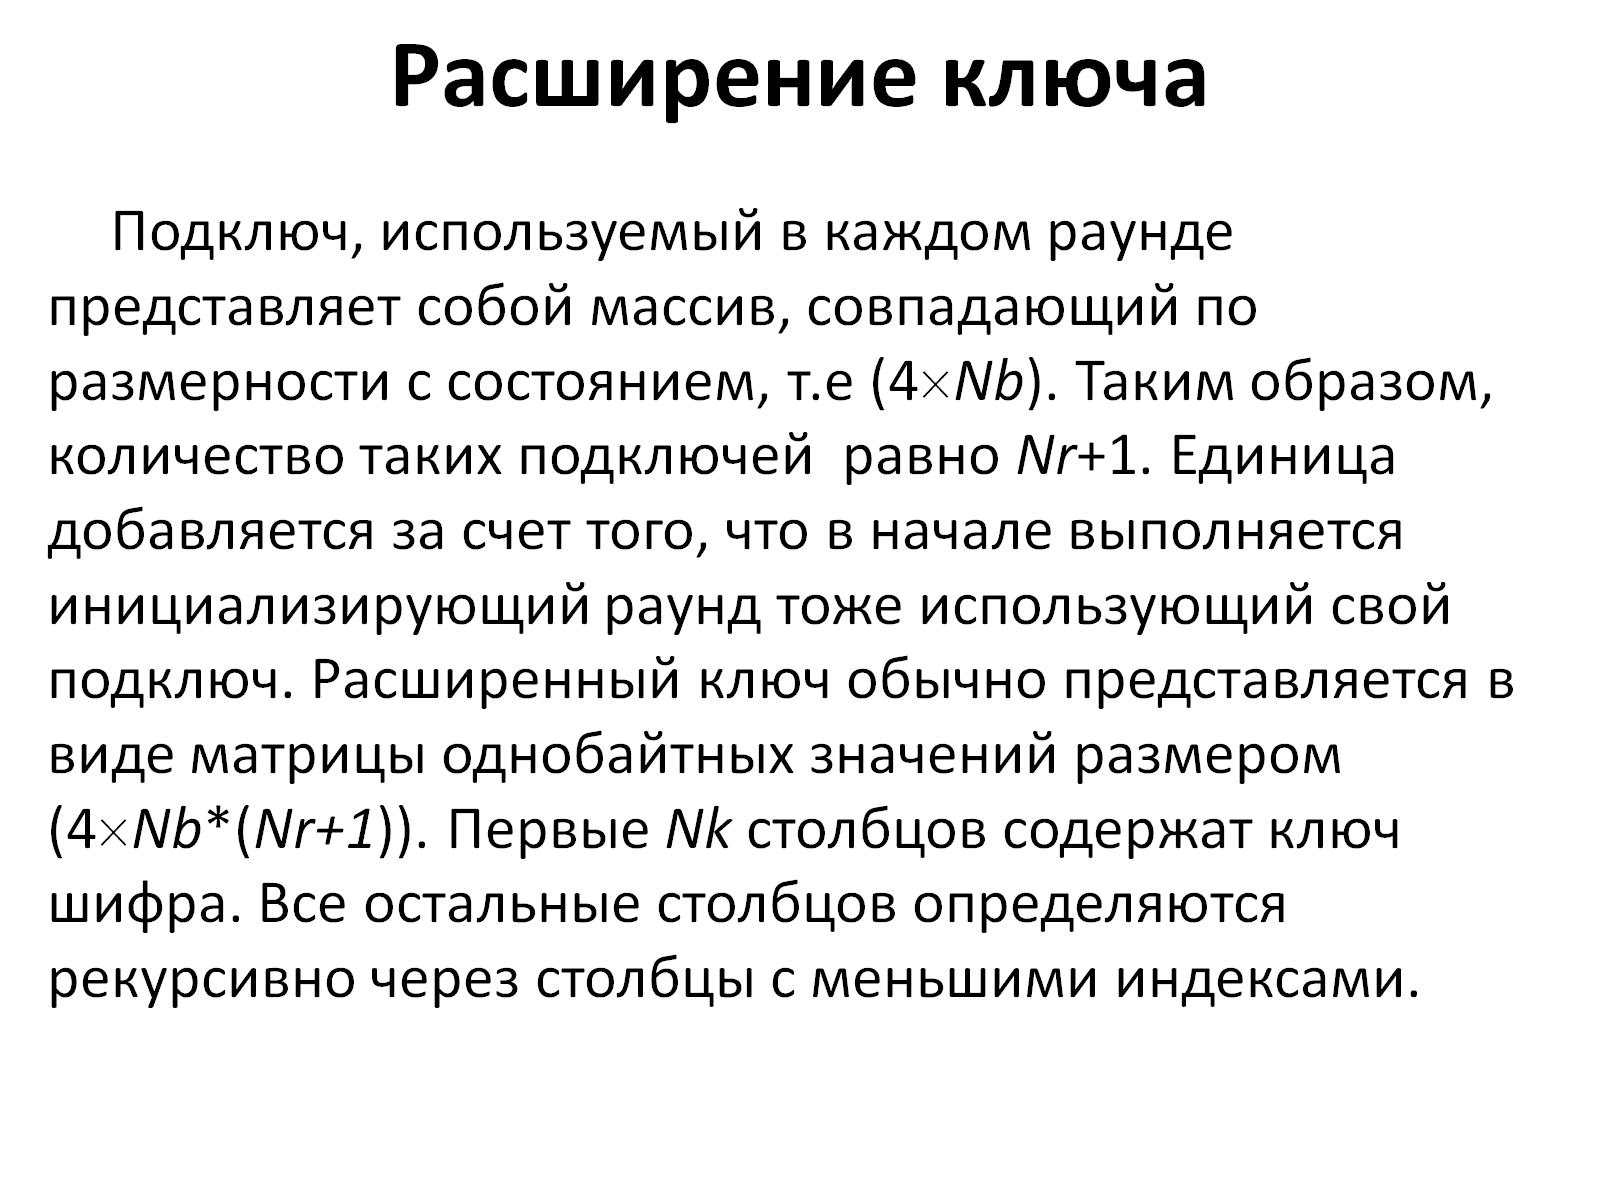 Расширение ключа
Подключ, используемый в каждом раунде
представляет собой массив, совпадающий по
размерности с состоянием, т.е (4×Nb). Таким образом,
количество таких подключей  равно Nr+1. Единица
добавляется за счет того, что в начале выполняется
инициализирующий раунд тоже использующий свой
подключ. Расширенный ключ обычно представляется в
виде матрицы однобайтных значений размером
(4×Nb*(Nr+1)). Первые Nk столбцов содержат ключ
шифра. Все остальные столбцов определяются
рекурсивно через столбцы с меньшими индексами.